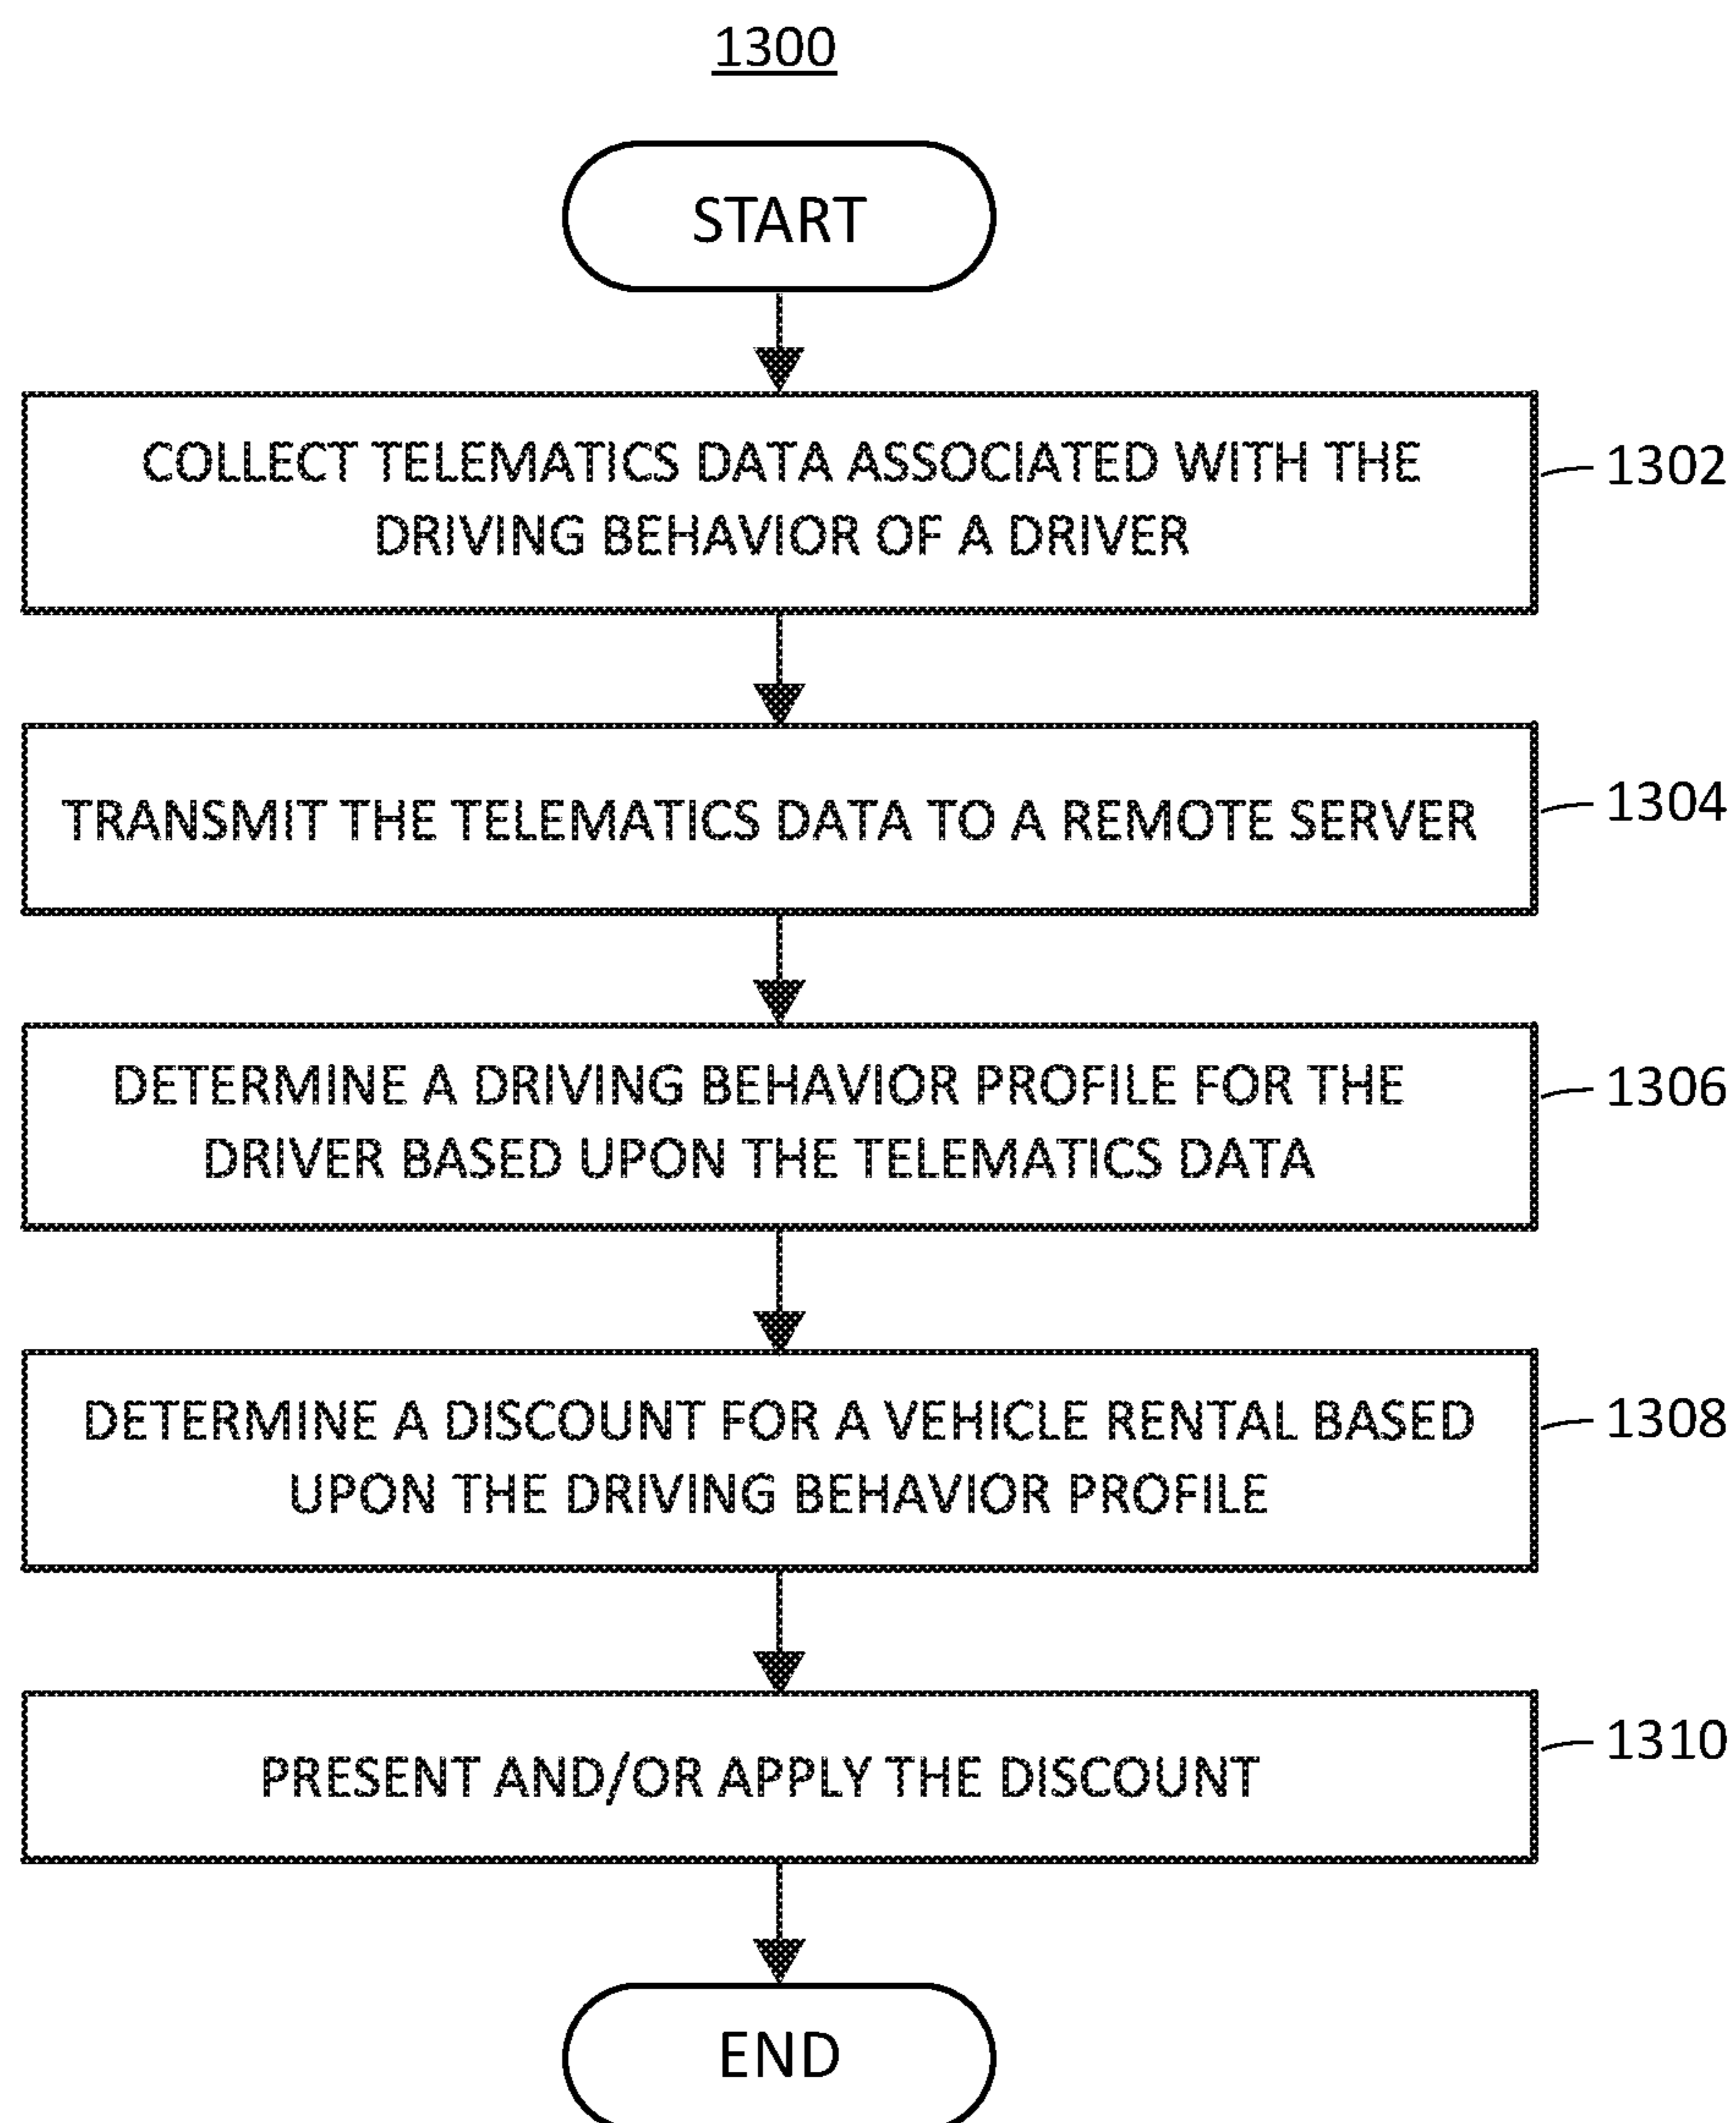 1300
START
COLLECT TELEMATICS DATA ASSOCIATED WITH THE
DRIVING BEHAVIOR OF A DRIVER
1302
TRANSMIT THE TELEMATICS DATA TO A REMOTE SERVER
1304
DETERMINE A DRIVING BEHAVIOR PROFILE FOR THE
DRIVER BASED UPON THE TELEMATICS DATA
1306
DETERMINE A DISCOUNT FOR A VEHICLE RENTAL BASED
UPON THE DRIVING BEHAVIOR PROFILE
1308
PRESENT AND/OR APPLY THE DISCOUNT
1310
END